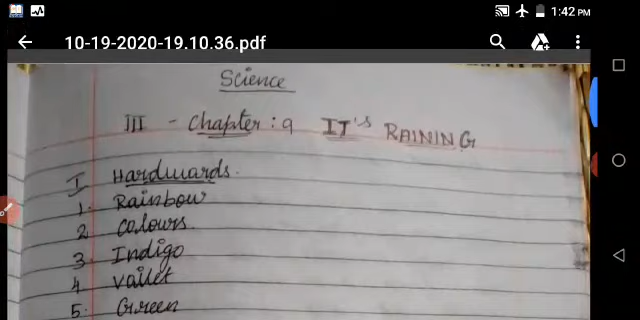 1:42 PM
10-19-2020-19.10.36.pdf
Science
III - Chapter : 9 IT's RAINING
I Hardwards.
1. Rainbow
2 Colours.
3. Indigo
4 Vailet
5. Green